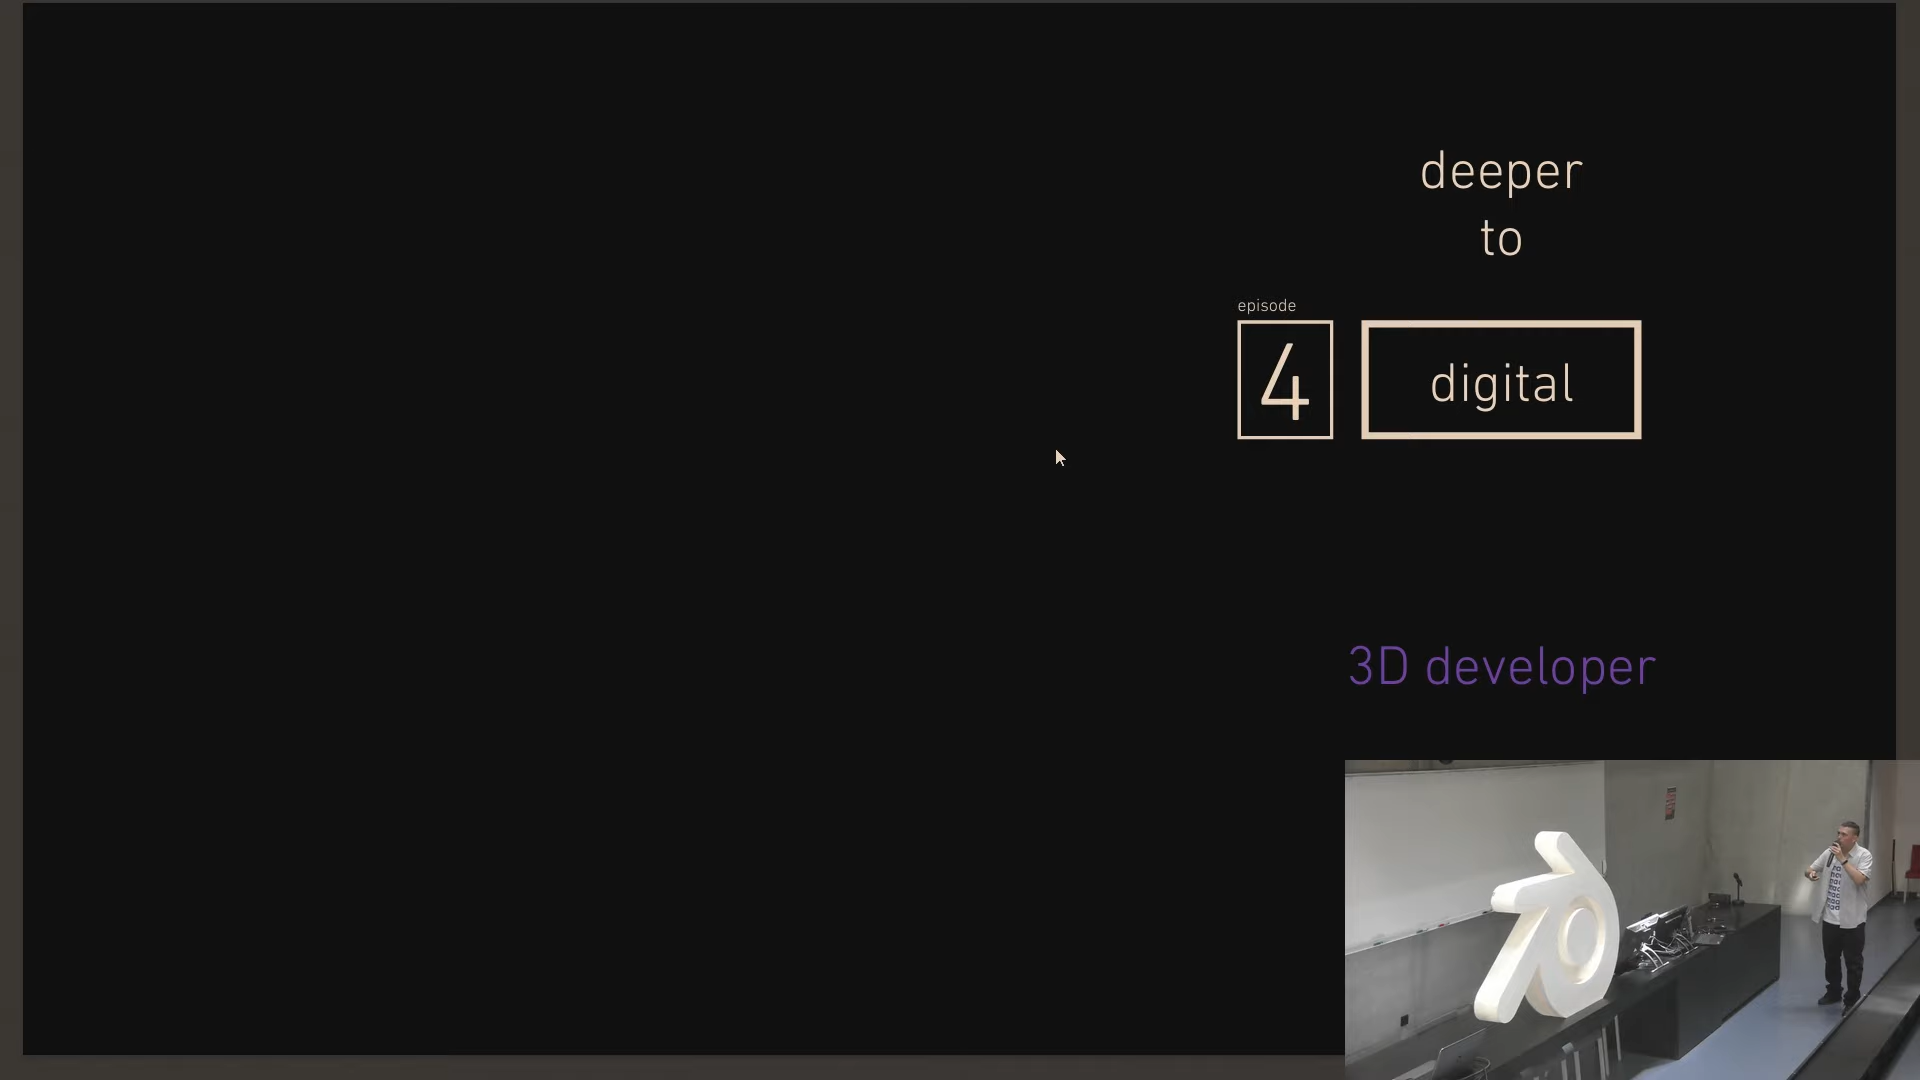 deeper
to
episode
4
digital
3D developer